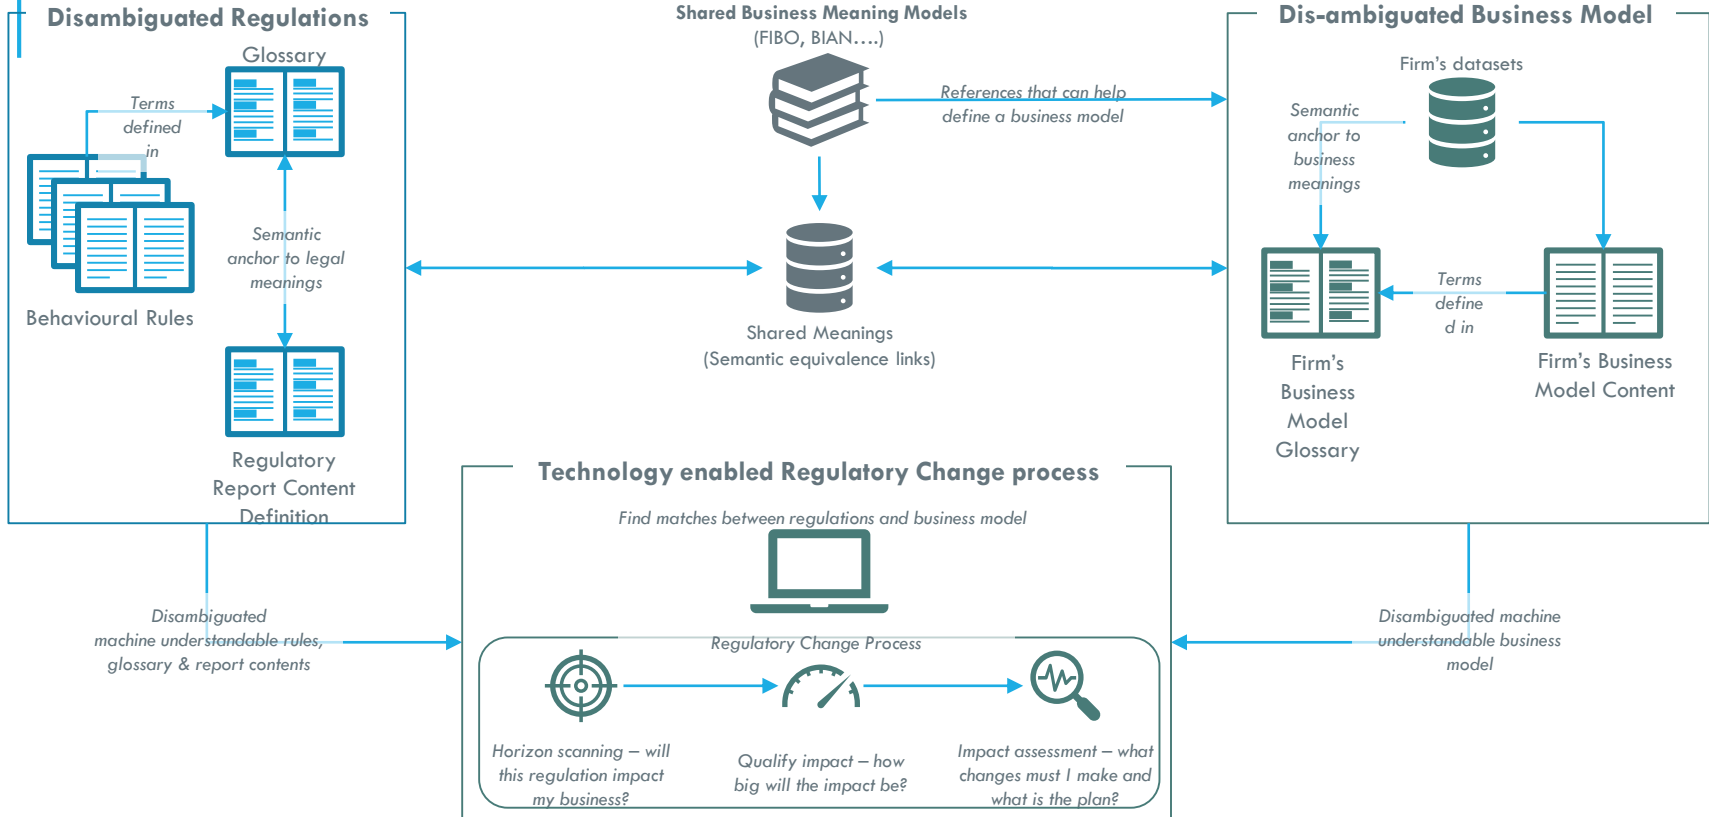 Disambiguated Regulations
Glossary
Terms
defined
in
Behavioural Rules
Semantic
anchor to legal
meanings
Regulatory
Report Content
Definition
Shared Business Meaning Models
(FIBO, BIAN....)
References that can help
define a business model
Shared Meanings
(Semantic equivalence links)
Dis-ambiguated Business Model
Firm's datasets
Semantic
anchor to
business
meanings
Terms
define
d in
Firm's
Business
Model
Glossary
Firm's Business
Model Content
Disambiguated
machine understandable rules,
glossary & report contents
Technology enabled Regulatory Change process
Find matches between regulations and business model
Regulatory Change Process
Horizon scanning – will
this regulation impact
my business?
Qualify impact – how
big will the impact be?
Impact assessment – what
changes must I make and
what is the plan?
Disambiguated machine
understandable business
model